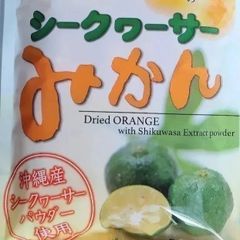 シークヮーサー
みかん
Dried ORANGE
with Shikuwasa Extract powder
沖縄産
シークヮーサー
パウダー
使用